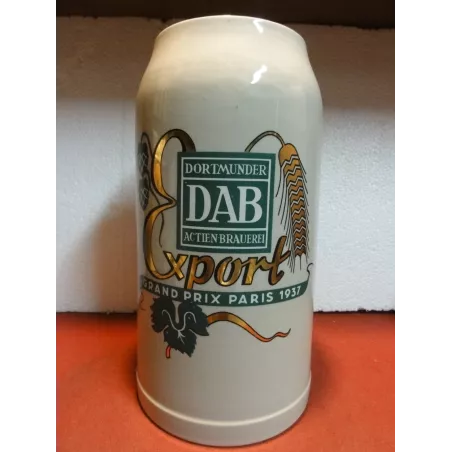 DORTMUNDER
DAB
ACTIEN-BRAUEREI
Export
GRAND PRIX PARIS 1937